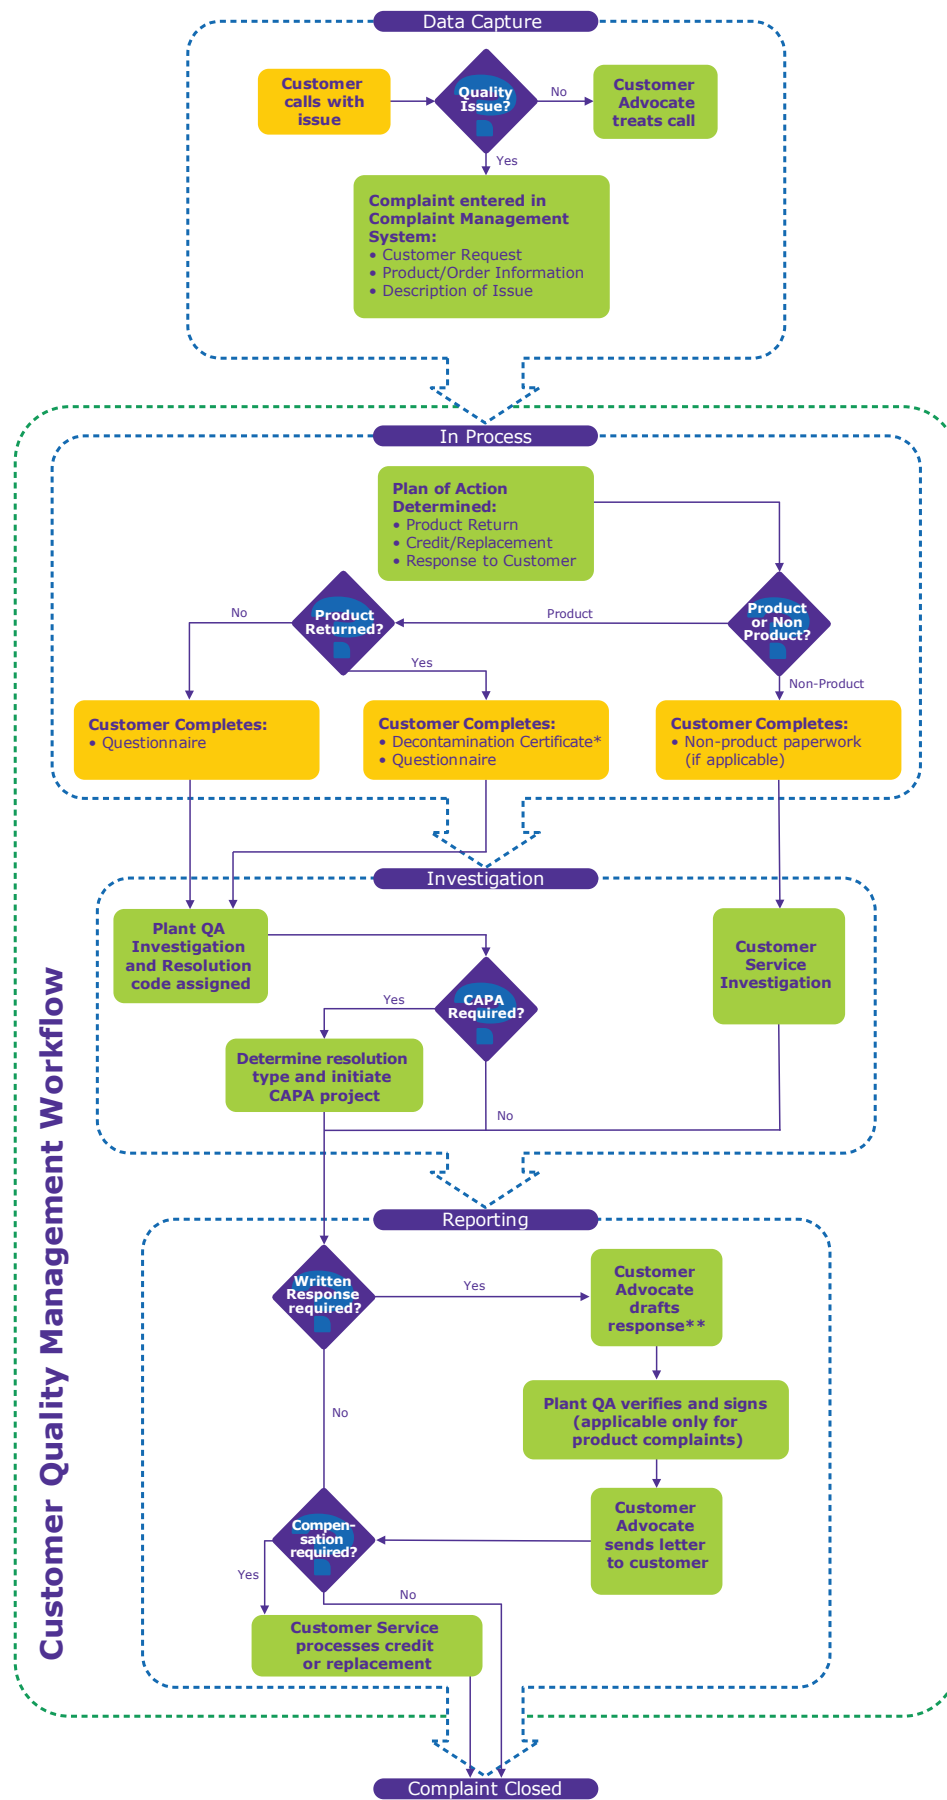 Data Capture
Customer
calls with
issue
Quality
Issue?
No
Customer
Advocate
treats call
Yes
Complaint entered in
Complaint Management
System:
• Customer Request
• Product/Order Information
• Description of Issue
In Process
Plan of Action
Determined:
• Product Return
• Credit/Replacement
• Response to Customer
Product
or Non
Product?
Product
Product
Returned?
No
Yes
Non-Product
Customer Completes:
• Questionnaire
Customer Completes:
• Decontamination Certificate*
• Questionnaire
Customer Completes:
• Non-product paperwork
(if applicable)
Investigation
Plant QA
Investigation
and Resolution
code assigned
CAPA
Required?
Yes
Customer
Service
Investigation
Determine resolution
type and initiate
CAPA project
No
Reporting
Written
Response
required?
Yes
Customer
Advocate
drafts
response**
No
Plant QA verifies and signs
(applicable only for
product complaints)
Customer
Advocate
sends letter
to customer
Compen-
sation
required?
Yes
No
Customer Service
processes credit
or replacement
Complaint Closed
Customer Quality Management Workflow